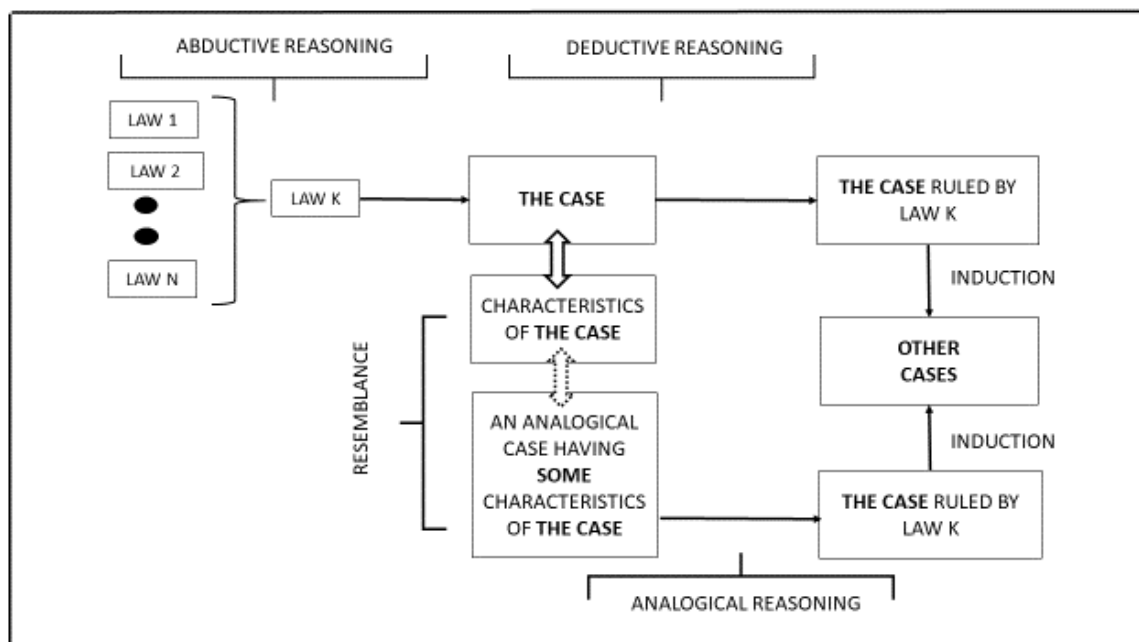 ABDUCTIVE REASONING
DEDUCTIVE REASONING
LAW 1
LAW 2
LAW N
LAW K
THE CASE
THE CASE RULED BY
LAW K
INDUCTION
CHARACTERISTICS
OF THE CASE
OTHER
CASES
RESEMBLANCE
AN ANALOGICAL
CASE HAVING
SOME
CHARACTERISTICS
OF THE CASE
INDUCTION
THE CASE RULED BY
LAW K
ANALOGICAL REASONING